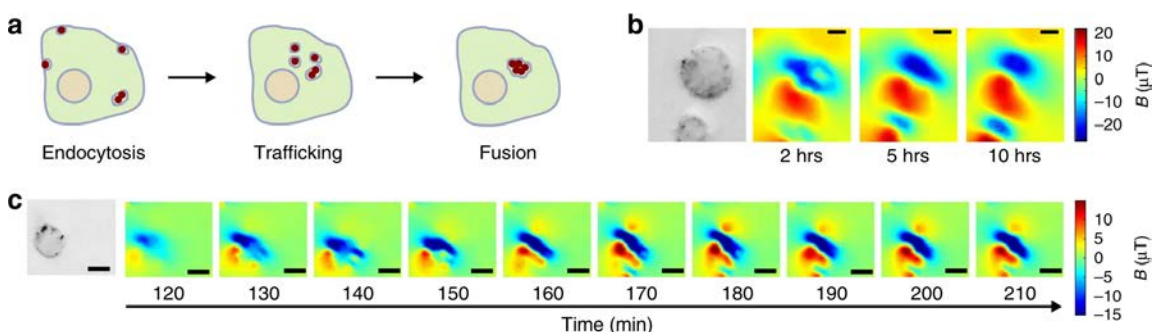 a
Endocytosis
Trafficking
Fusion
b
2 hrs
5 hrs
10 hrs
20
10
0
−10
−20
B (μT)
c
120
130
140
150
160
170
180
190
200
210
Time (min)
10
5
0
−5
−10
−15
B (μT)